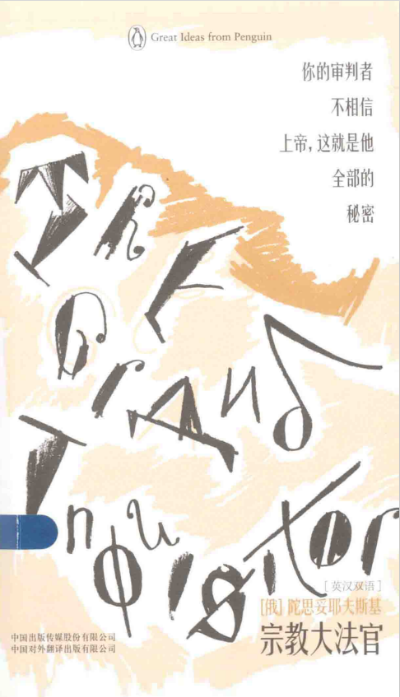 Great Ideas from Penguin
你的审判者
不相信
上帝，这就是他
全部的
秘密
THE
GRAND
Inquisitor
[英汉双语]
[俄] 陀思妥耶夫斯基
宗教大法官
中国出版传媒股份有限公司
中国对外翻译出版有限公司